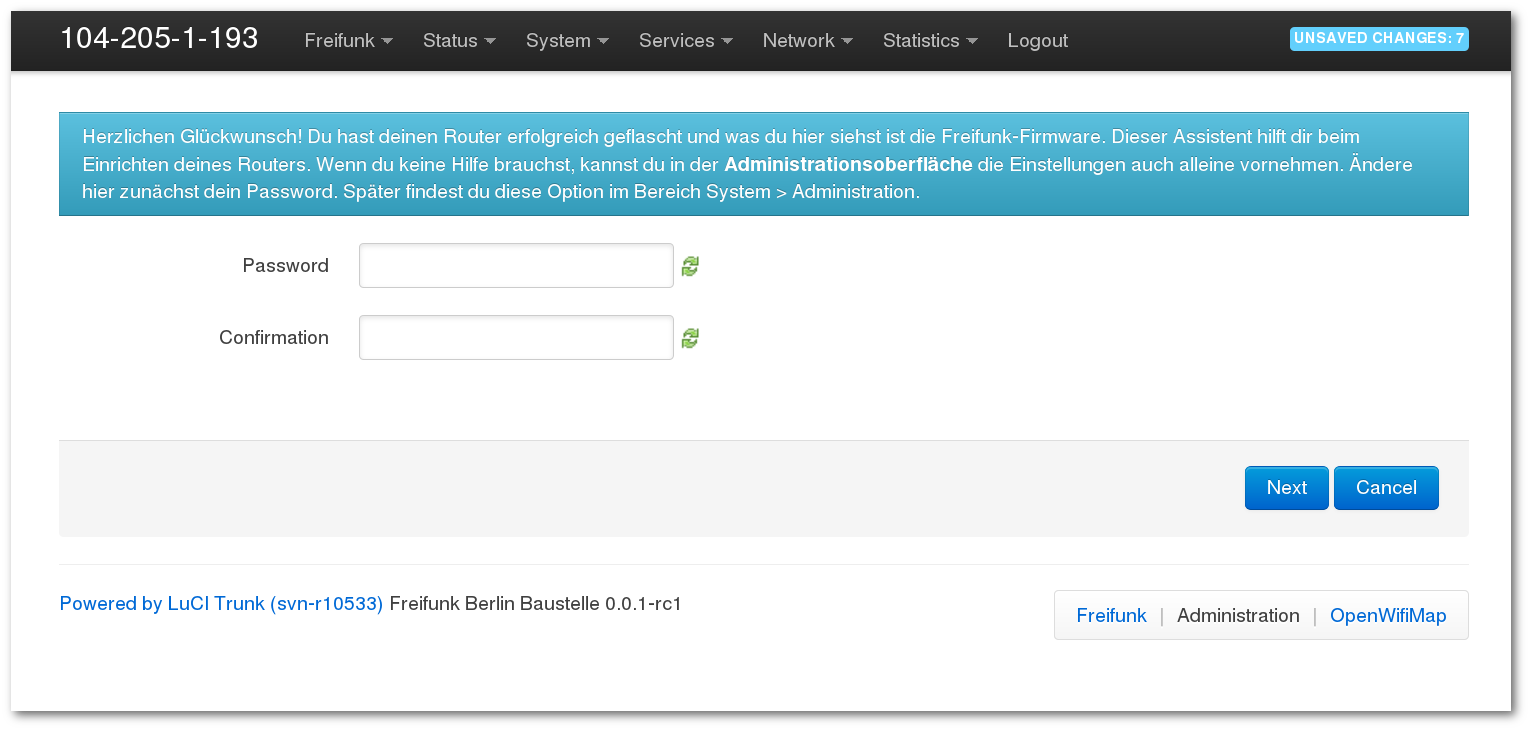 104-205-1-193 Freifunk Status System Services Network Statistics Logout UNSAVED CHANGES: 7
Herzlichen Glückwunsch! Du hast deinen Router erfolgreich geflascht und was du hier siehst ist die Freifunk-Firmware. Dieser Assistent hilft dir beim
Einrichten deines Routers. Wenn du keine Hilfe brauchst, kannst du in der Administrationsoberfläche die Einstellungen auch alleine vornehmen. Ändere
hier zunächst dein Password. Später findest du diese Option im Bereich System > Administration.
Password
Confirmation
Next Cancel
Powered by LuCI Trunk (svn-r10533) Freifunk Berlin Baustelle 0.0.1-rc1
Freifunk | Administration | OpenWifiMap